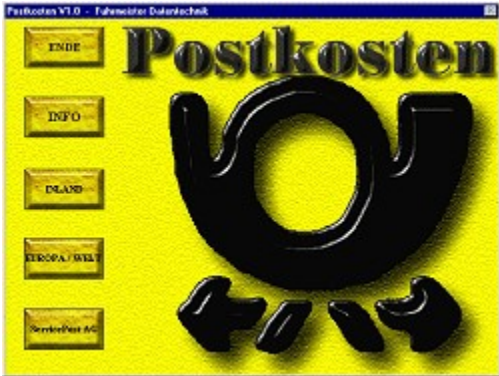 Postkosten V1.0 - Fuhrmeister Datentechnik
Postkosten
ENDE
INFO
INLAND
EUROPA / WELT
ServicePost AG